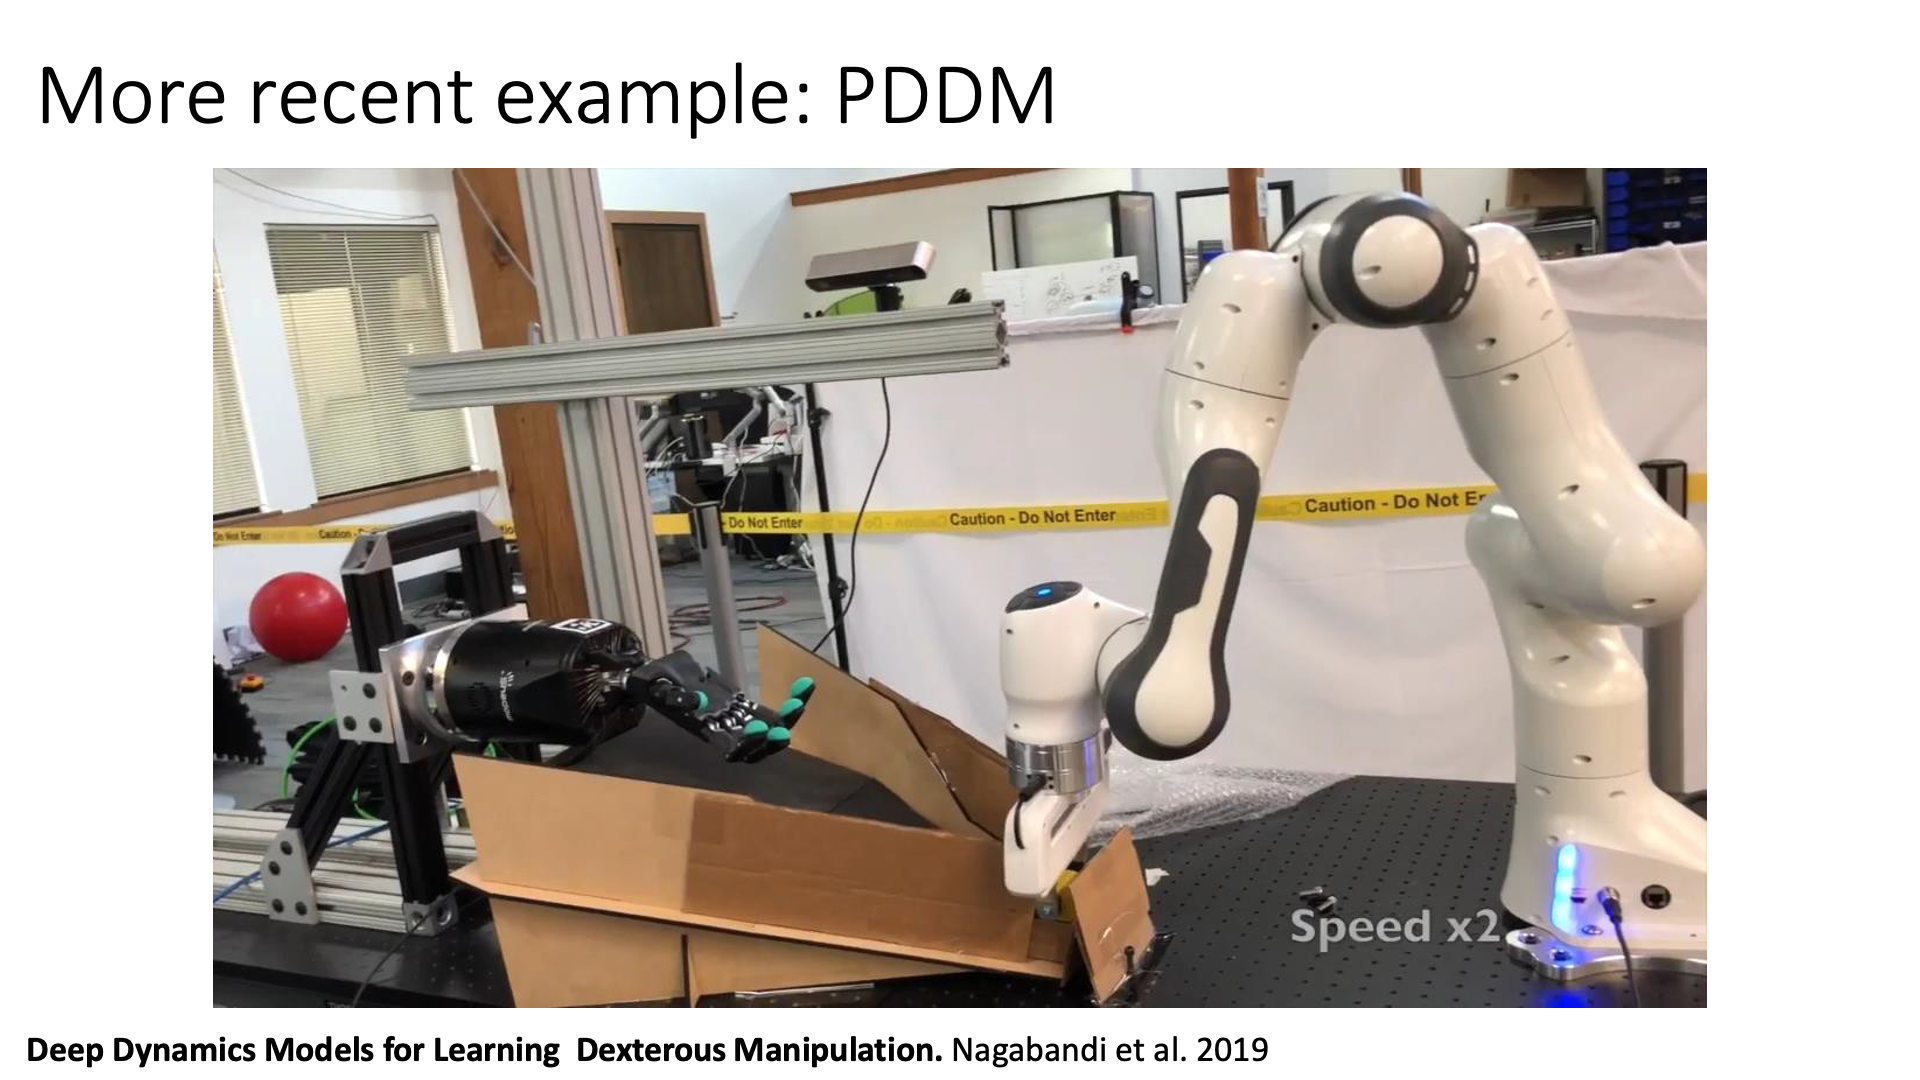 More recent example: PDDM
Do Not Enter
Caution -
- Do Not Enter
Caution - Do Not Enter
Caution - Do Not En
Speed x2
Deep Dynamics Models for Learning  Dexterous Manipulation. Nagabandi et al. 2019